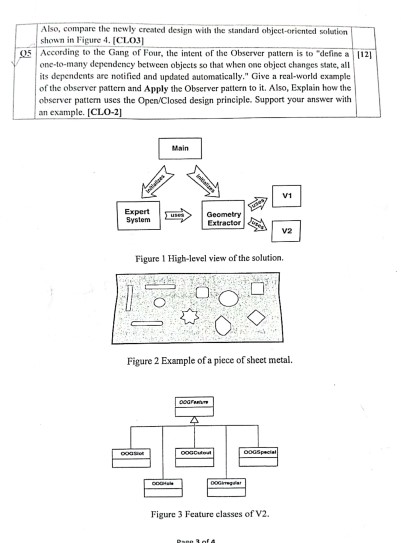 Also, compare the newly created design with the standard object-oriented solution
shown in Figure 4. [CLO3]
Q5 According to the Gang of Four, the intent of the Observer pattern is to "define a [12]
one-to-many dependency between objects so that when one object changes state, all
its dependents are notified and updated automatically." Give a real-world example
of the observer pattern and Apply the Observer pattern to it. Also, Explain how the
observer pattern uses the Open/Closed design principle. Support your answer with
an example. [CLO-2]
Main
initializes
initializes
Expert
System
uses
Geometry
Extractor
uses
uses
V1
V2
Figure 1 High-level view of the solution.
Figure 2 Example of a piece of sheet metal.
OOGFeature
OOGSlot
OOGCutout
OOGSpecial
OOGHole
OOGIrregular
Figure 3 Feature classes of V2.
Page 3 of 4